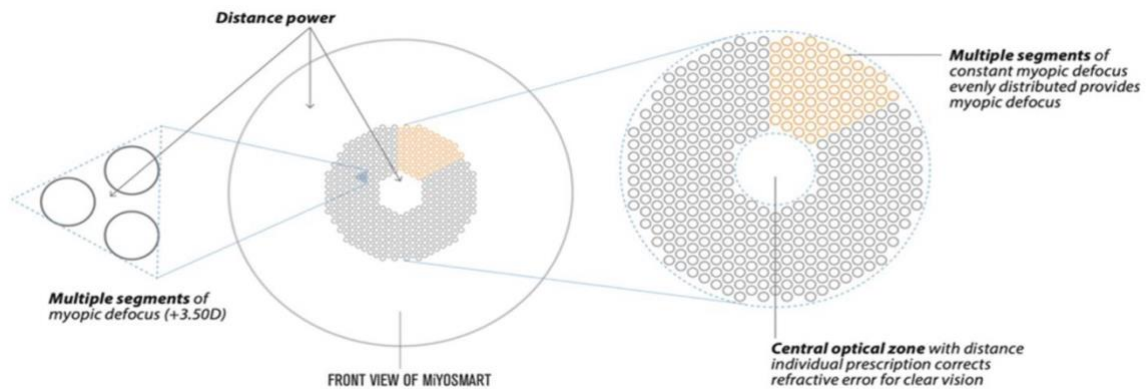 Distance power
Multiple segments of
constant myopic defocus
evenly distributed provides
myopic defocus
Multiple segments of
myopic defocus (+3.50D)
FRONT VIEW OF MiYOSMART
Central optical zone with distance
individual prescription corrects
refractive error for clear vision